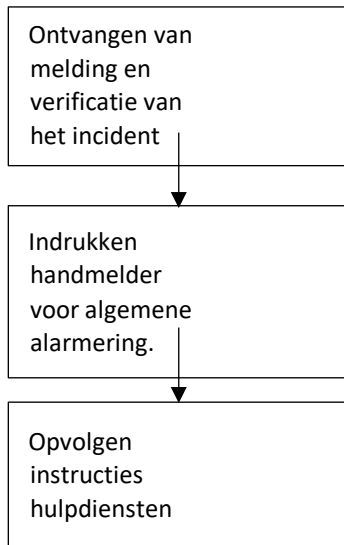 Ontvangen van
melding en
verificatie van
het incident
Indrukken
handmelder
voor algemene
alarmering.
Opvolgen
instructies
hulpdiensten